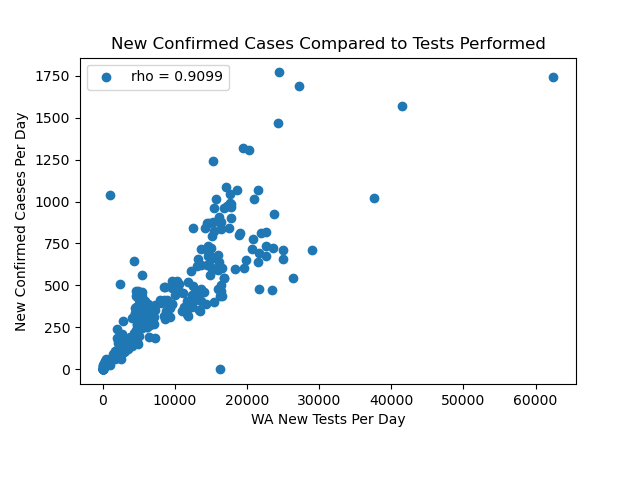 New Confirmed Cases Compared to Tests Performed
rho = 0.9099
1750
1500
1250
1000
750
500
250
0
New Confirmed Caeses Per Day
0 10000 20000 30000 40000 50000 60000
WA New Tests Per Day